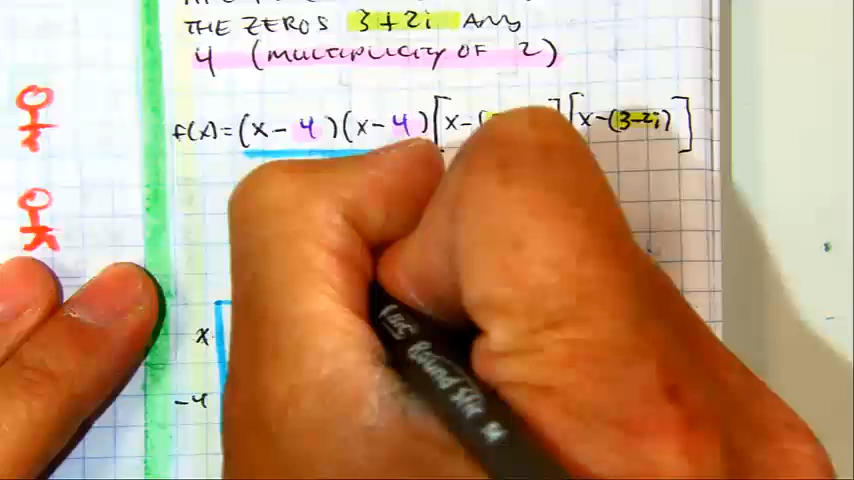 THE ZEROS 3+2i AND
4 (MULTIPLICITY OF 2)
f(x)=(x-4)(x-4)[x-( ][x-(3-2i)]
x
-4